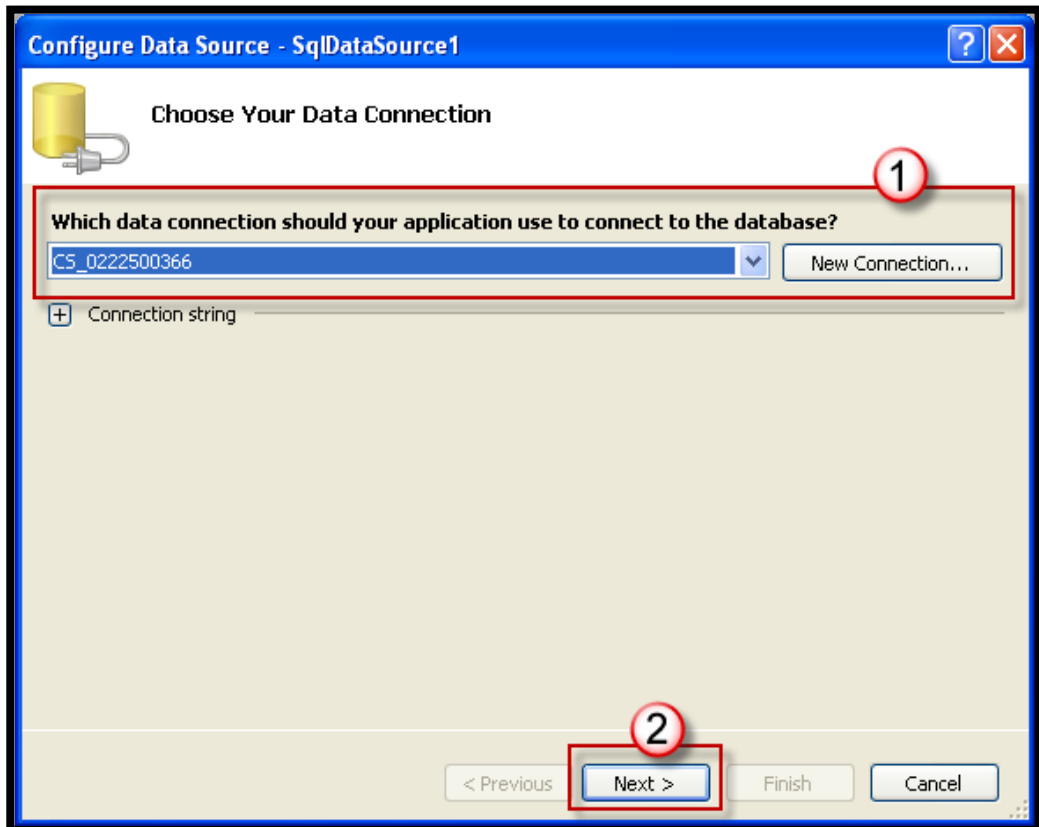 Configure Data Source - SqlDataSource1
?
Choose Your Data Connection
1
Which data connection should your application use to connect to the database?
CS_0222500366
New Connection...
+ Connection string
2
< Previous
Next >
Finish
Cancel